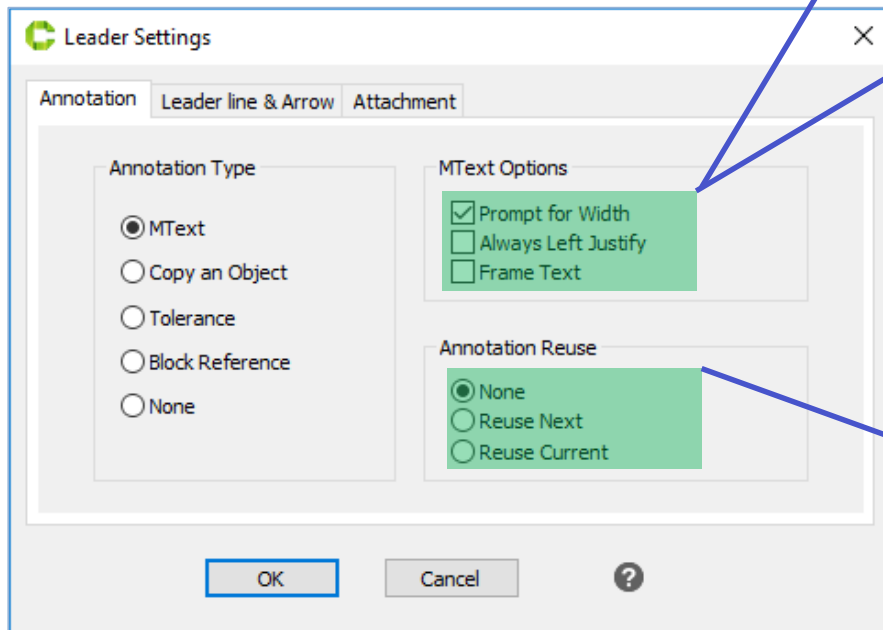 Leader Settings
Annotation
Leader line & Arrow
Attachment
Annotation Type
MText
Copy an Object
Tolerance
Block Reference
None
MText Options
Prompt for Width
Always Left Justify
Frame Text
Annotation Reuse
None
Reuse Next
Reuse Current
OK
Cancel
?